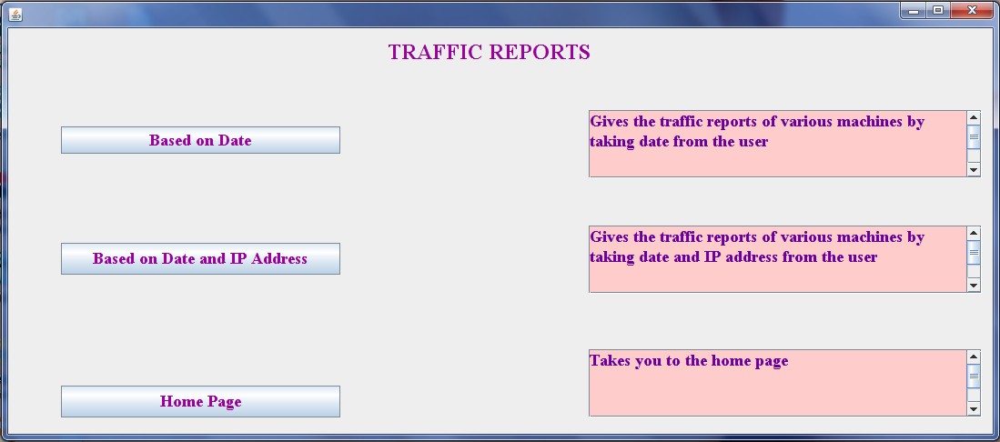 TRAFFIC REPORTS
Based on Date
Gives the traffic reports of various machines by
taking date from the user
Based on Date and IP Address
Gives the traffic reports of various machines by
taking date and IP address from the user
Home Page
Takes you to the home page